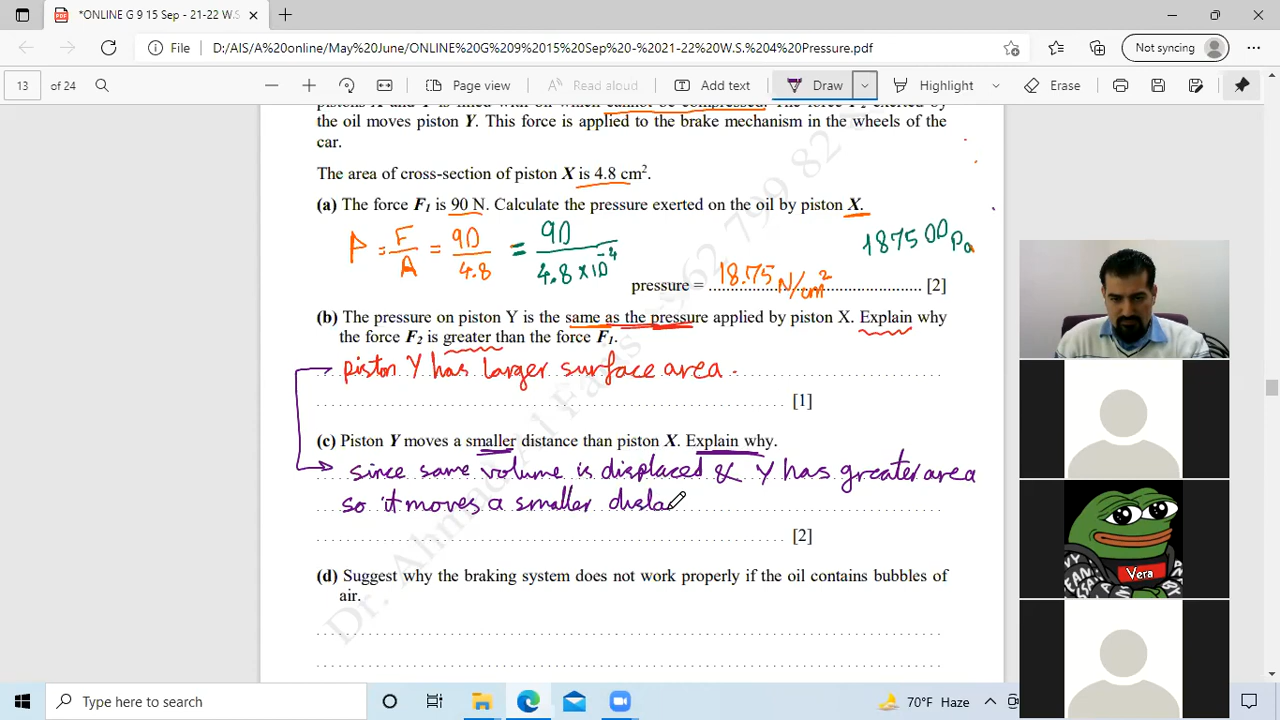 *ONLINE G 9 15 Sep - 21-22 W.S.
File
D:/AIS/A%20online/May%20June/ONLINE%20G%209%2015%20Sep%20-%2021-22%20W.S.%204%20Pressure.pdf
Not syncing
13 of 24
Page view
Read aloud
Add text
Draw
Highlight
Erase
the oil moves piston Y. This force is applied to the brake mechanism in the wheels of the
car.
The area of cross-section of piston X is 4.8 cm².
(a) The force F₁ is 90 N. Calculate the pressure exerted on the oil by piston X.
P = F/A = 90/4.8 = 90/4.8×10⁻⁴
187500 Pa
pressure = 18.75 N/cm² [2]
(b) The pressure on piston Y is the same as the pressure applied by piston X. Explain why
the force F₂ is greater than the force F₁.
piston Y has larger surface area.
[1]
(c) Piston Y moves a smaller distance than piston X. Explain why.
since same volume is displaced & Y has greater area
so it moves a smaller disla
[2]
(d) Suggest why the braking system does not work properly if the oil contains bubbles of
air.
Vera
Type here to search
70°F Haze